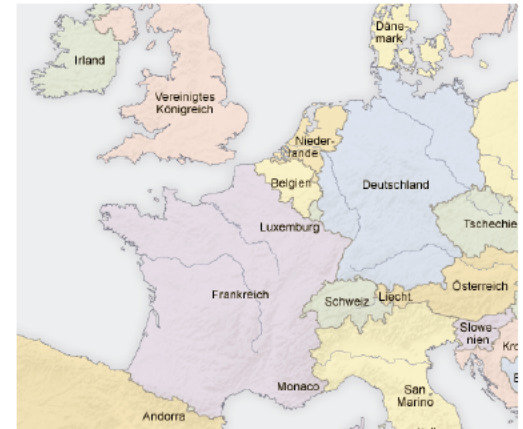 Däne-
mark
Irland
Vereinigtes
Königreich
Nieder-
lande
Belgien
Deutschland
Tschechie
Luxemburg
Österreich
Frankreich
Schweiz
Liecht.
Slowe-
nien
Kro
Monaco
San
Marino
Andorra